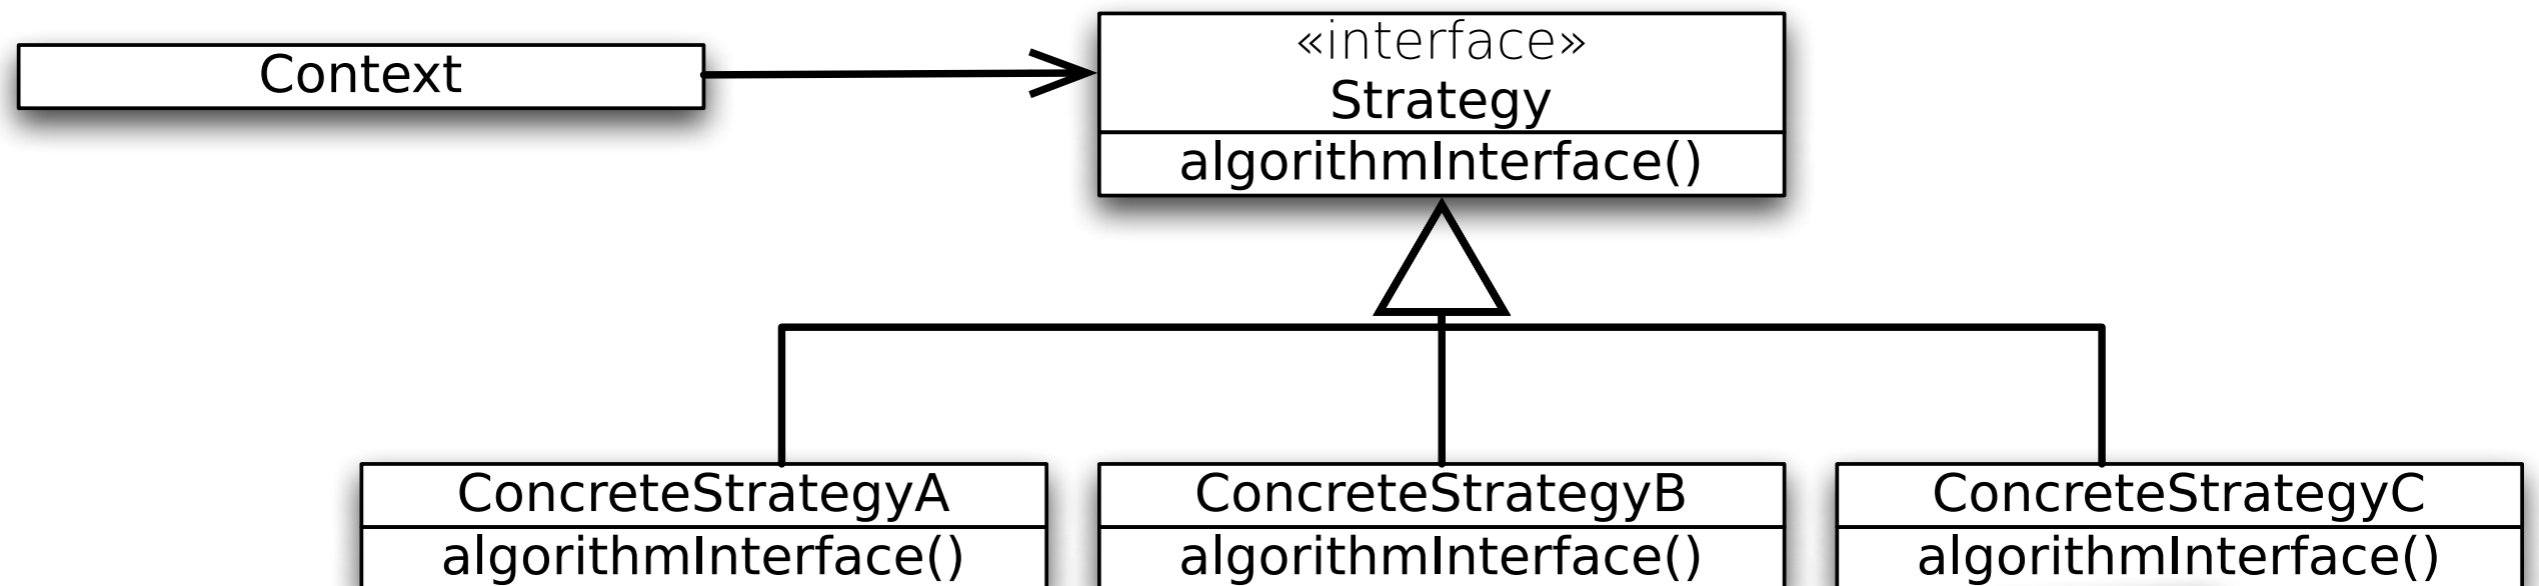 Context
«interface»
Strategy
algorithmInterface()
ConcreteStrategyA
algorithmInterface()
ConcreteStrategyB
algorithmInterface()
ConcreteStrategyC
algorithmInterface()